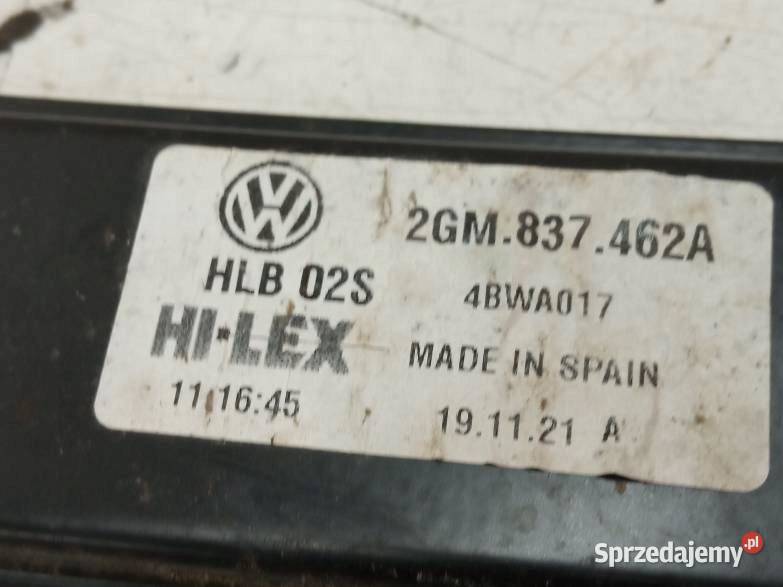 2GM.837.462A
HLB 02S
4BWA017
HI-LEX
MADE IN SPAIN
11:16:45
19.11.21 A
Sprzedajemy.pl